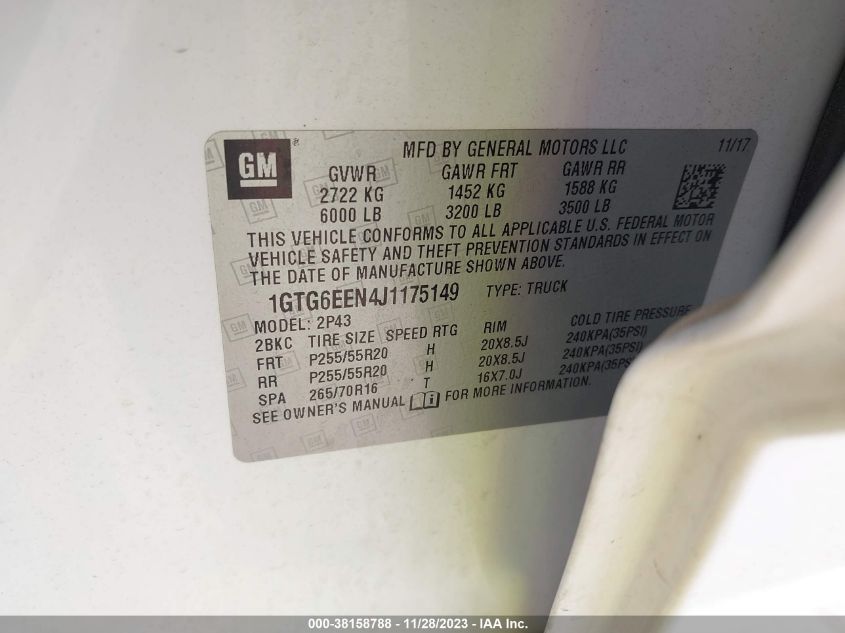 GM
MFD BY GENERAL MOTORS LLC 11/17
GVWR GAWR FRT GAWR RR
2722 KG 1452 KG 1588 KG
6000 LB 3200 LB 3500 LB
THIS VEHICLE CONFORMS TO ALL APPLICABLE U.S. FEDERAL MOTOR
VEHICLE SAFETY AND THEFT PREVENTION STANDARDS IN EFFECT ON
THE DATE OF MANUFACTURE SHOWN ABOVE.
1GTG6EEN4J1175149 TYPE: TRUCK
MODEL: 2P43
2BKC TIRE SIZE SPEED RTG RIM COLD TIRE PRESSURE
FRT P255/55R20 H 20X8.5J 240KPA(35PSI)
RR P255/55R20 H 20X8.5J 240KPA(35PSI)
SPA 265/70R16 T 16X7.0J 240KPA(35PSI)
SEE OWNER'S MANUAL FOR MORE INFORMATION.
000-38158788 - 11/28/2023 - IAA Inc.